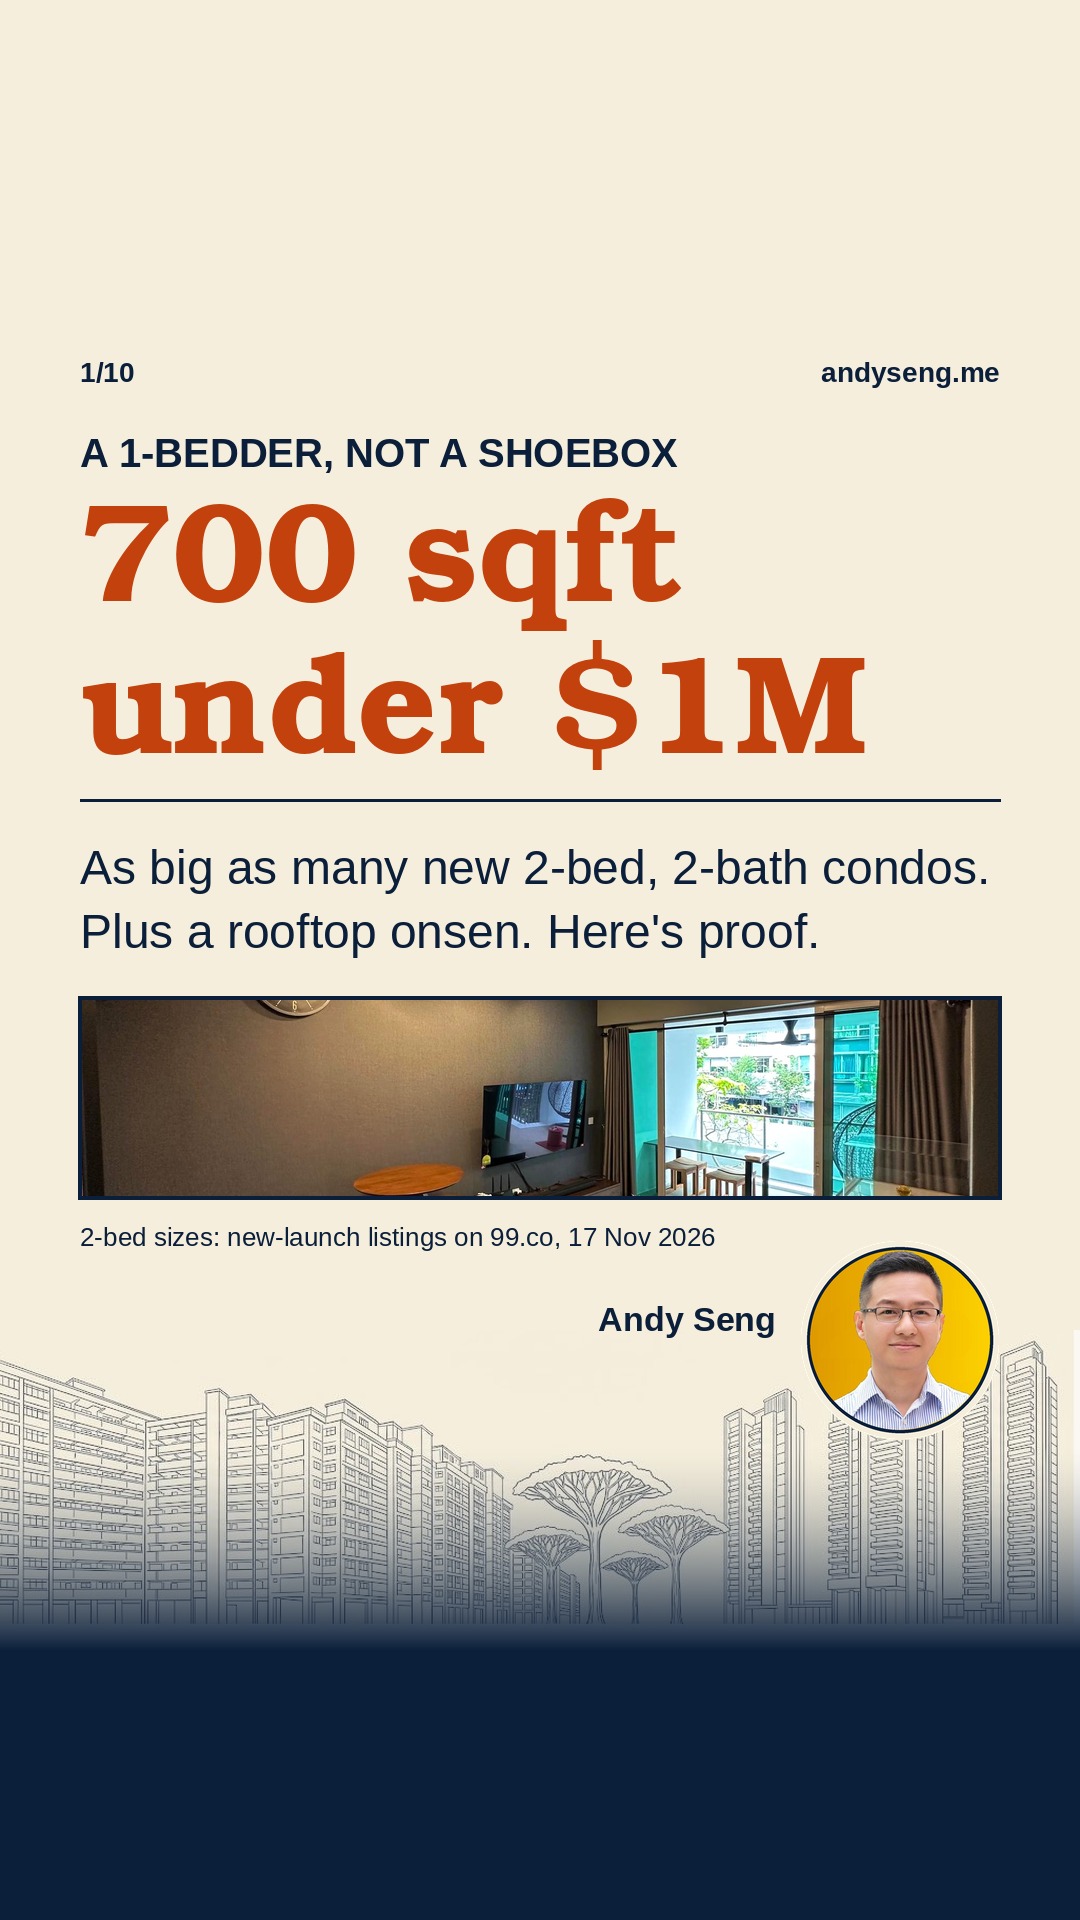 1/10
andyseng.me
A 1-BEDDER, NOT A SHOEBOX
700 sqft
under $1M
As big as many new 2-bed, 2-bath condos.
Plus a rooftop onsen. Here's proof.
2-bed sizes: new-launch listings on 99.co, 17 Nov 2026
Andy Seng